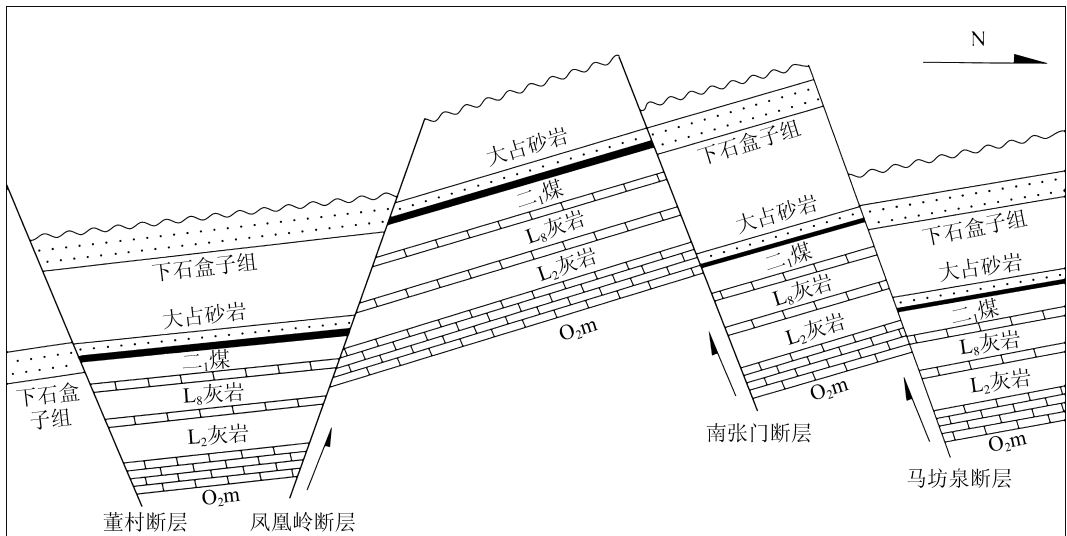 N
大占砂岩
二₁煤
L₈灰岩
L₂灰岩
O₂m
下石盒子组
大占砂岩
二₁煤
L₈灰岩
L₂灰岩
O₂m
下石盒子组
大占砂岩
二₁煤
L₈灰岩
L₂灰岩
O₂m
下石盒子组
大占砂岩
二₁煤
L₈灰岩
L₂灰岩
O₂m
下石盒
子组
董村断层
凤凰岭断层
南张门断层
马坊泉断层